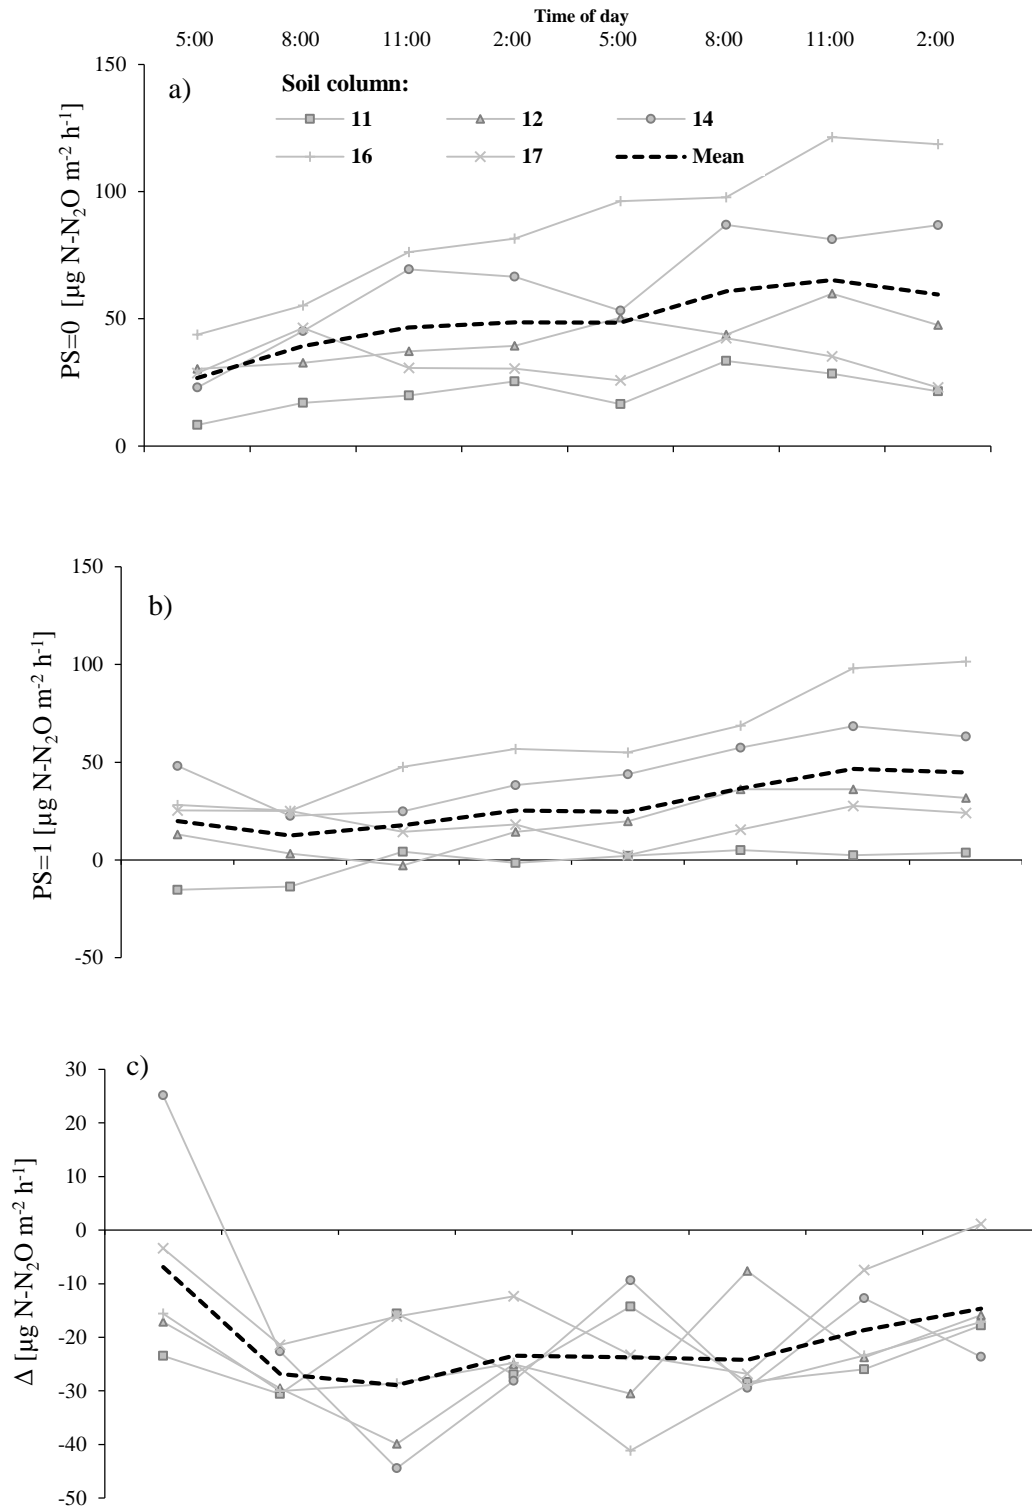 Time of day
5:00 8:00 11:00 2:00 5:00 8:00 11:00 2:00
a)
Soil column:
11 12 14
16 17 Mean
PS=0 [µg N-N₂O m⁻² h⁻¹]
150
100
50
0
b)
PS=1 [µg N-N₂O m⁻² h⁻¹]
150
100
50
0
-50
c)
Δ [µg N-N₂O m⁻² h⁻¹]
30
20
10
0
-10
-20
-30
-40
-50